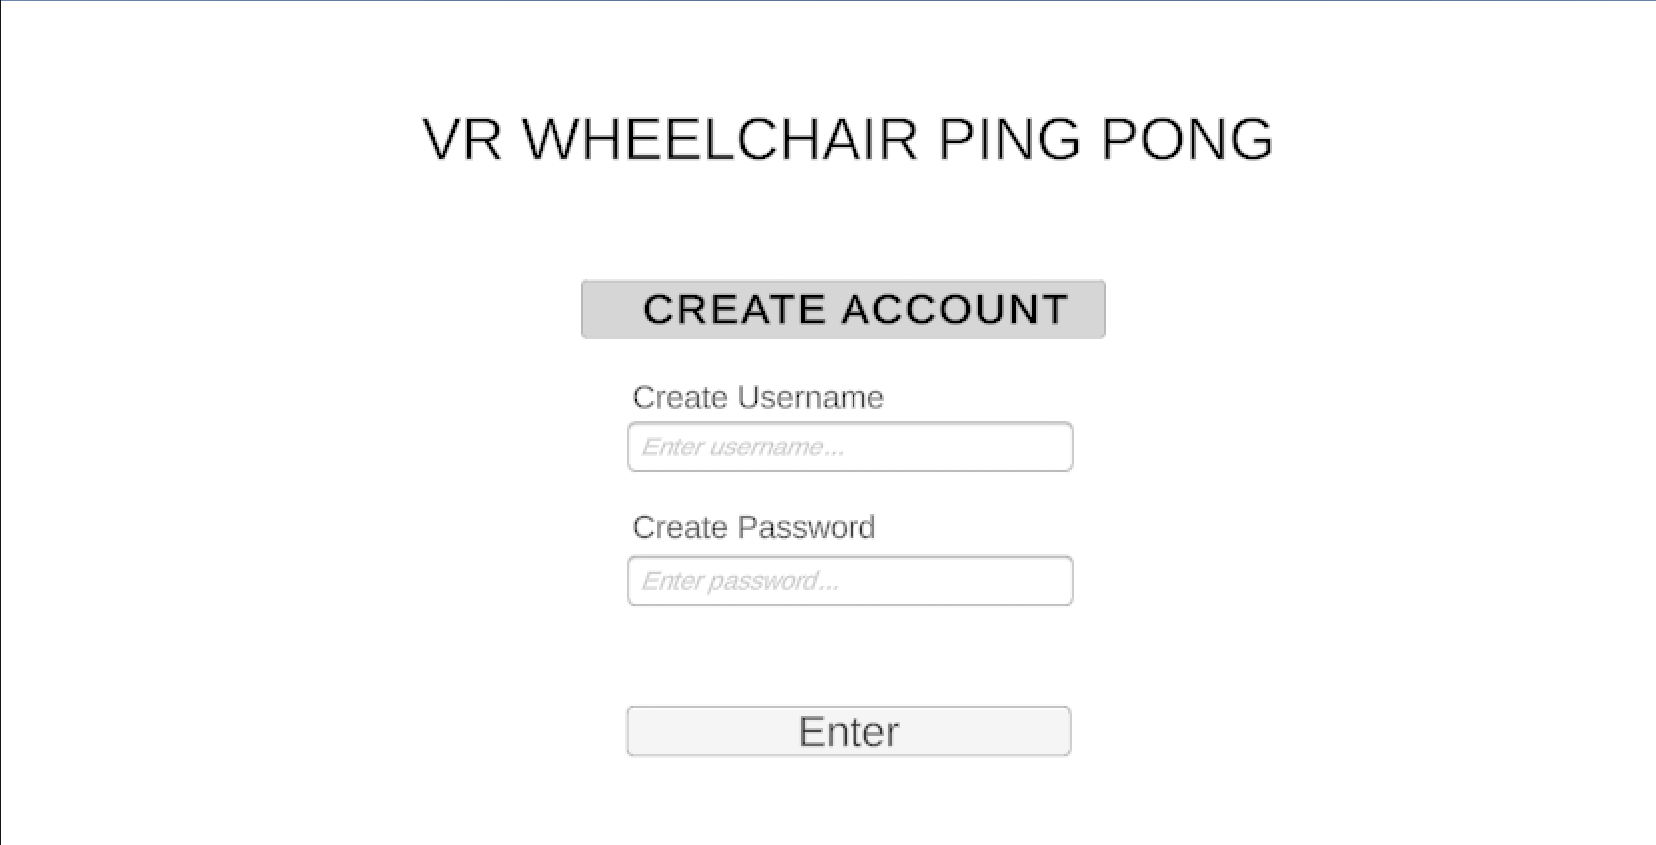 VR WHEELCHAIR PING PONG
CREATE ACCOUNT
Create Username
Enter username...
Create Password
Enter password...
Enter